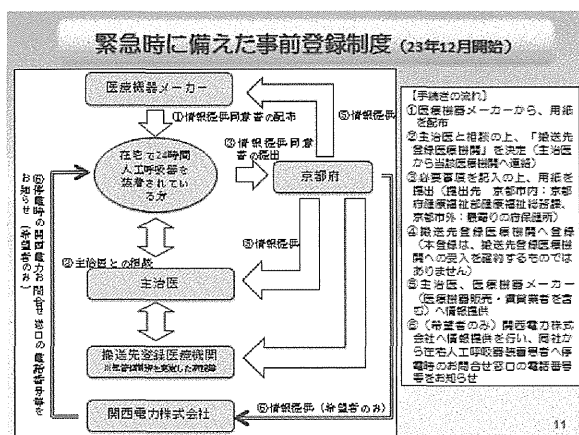 緊急時に備えた事前登録制度（23年12月開始）
医療機器メーカー
①情報提供同意書の配布
⑤情報提供
③情報提供同意
書の提出
在宅で24時間
人工呼吸器を
装着されてい
る方
京都府
②主治医との相談
⑤情報提供
主治医
搬送先登録医療機関
関西電力株式会社
⑥情報提供（希望者のみ）
⑥停電時の関西電力お問合せ窓口の電話番号等を
お知らせ（希望者のみ）
【手続きの流れ】
①医療機器メーカーから、用紙
を配布
②主治医と相談の上、「搬送先
登録医療機関」を決定（主治医
から当該医療機関へ連絡）
③必要事項を記入の上、用紙を
提出（提出先　京都市内：京都
府健康福祉部健康福祉総務課、
京都市外：最寄りの府保健所）
④搬送先登録医療機関へ登録
（本登録は、搬送先登録医療機
関への受入を確約するものでは
ありません）
⑤主治医、医療機器メーカー
（医療機器販売・賃貸業者を含
む）へ情報提供
⑥（希望者のみ）関西電力株式
会社へ情報提供を行い、同社か
ら在宅人工呼吸器装着患者へ停
電時のお問合せ窓口の電話番号
等をお知らせ
11